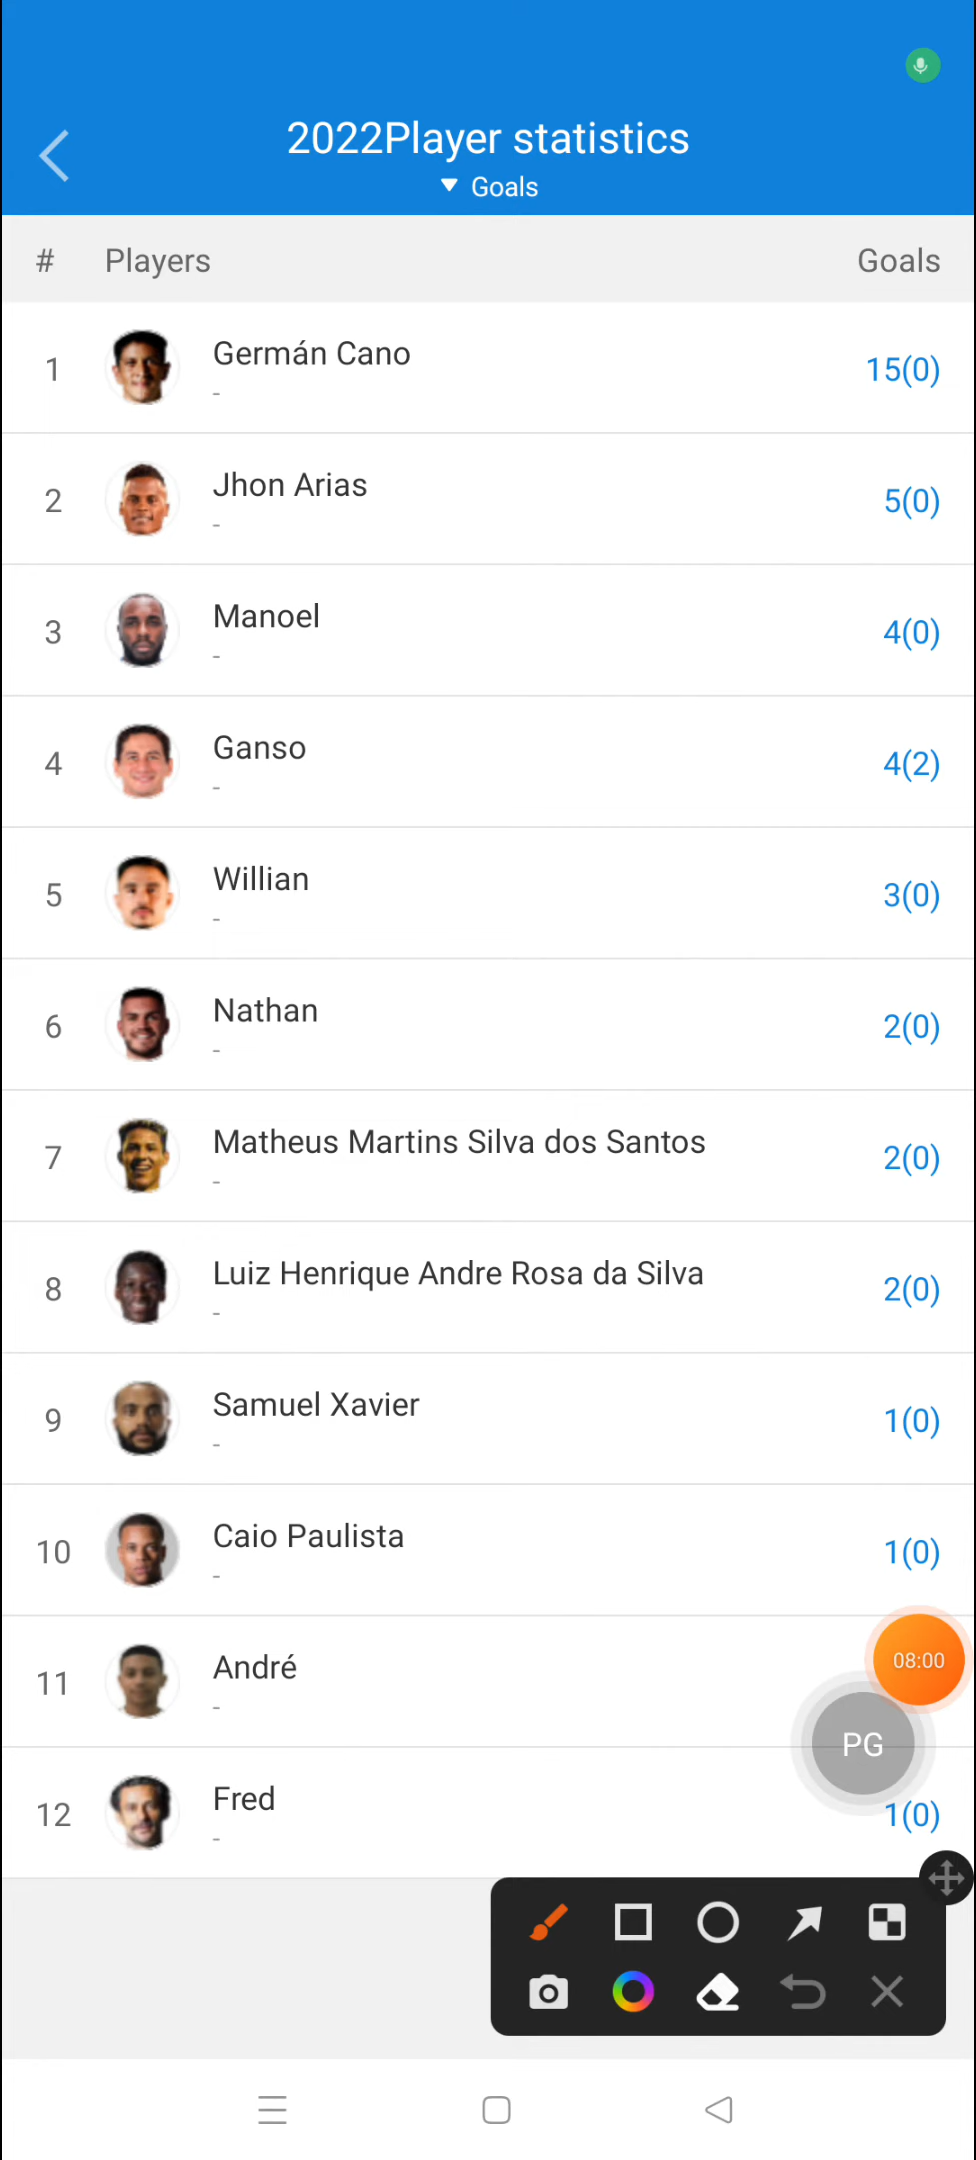 2022Player statistics
▼ Goals
# Players Goals
1 Germán Cano 15(0)
-
2 Jhon Arias 5(0)
-
3 Manoel 4(0)
-
4 Ganso 4(2)
-
5 Willian 3(0)
-
6 Nathan 2(0)
-
7 Matheus Martins Silva dos Santos 2(0)
-
8 Luiz Henrique Andre Rosa da Silva 2(0)
-
9 Samuel Xavier 1(0)
-
10 Caio Paulista 1(0)
-
11 André
-
08:00
PG
12 Fred 1(0)
-